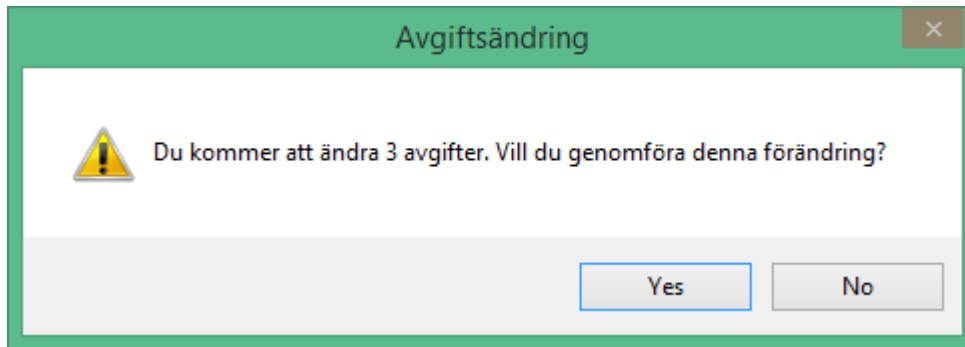 Avgiftsändring
Du kommer att ändra 3 avgifter. Vill du genomföra denna förändring?
Yes
No